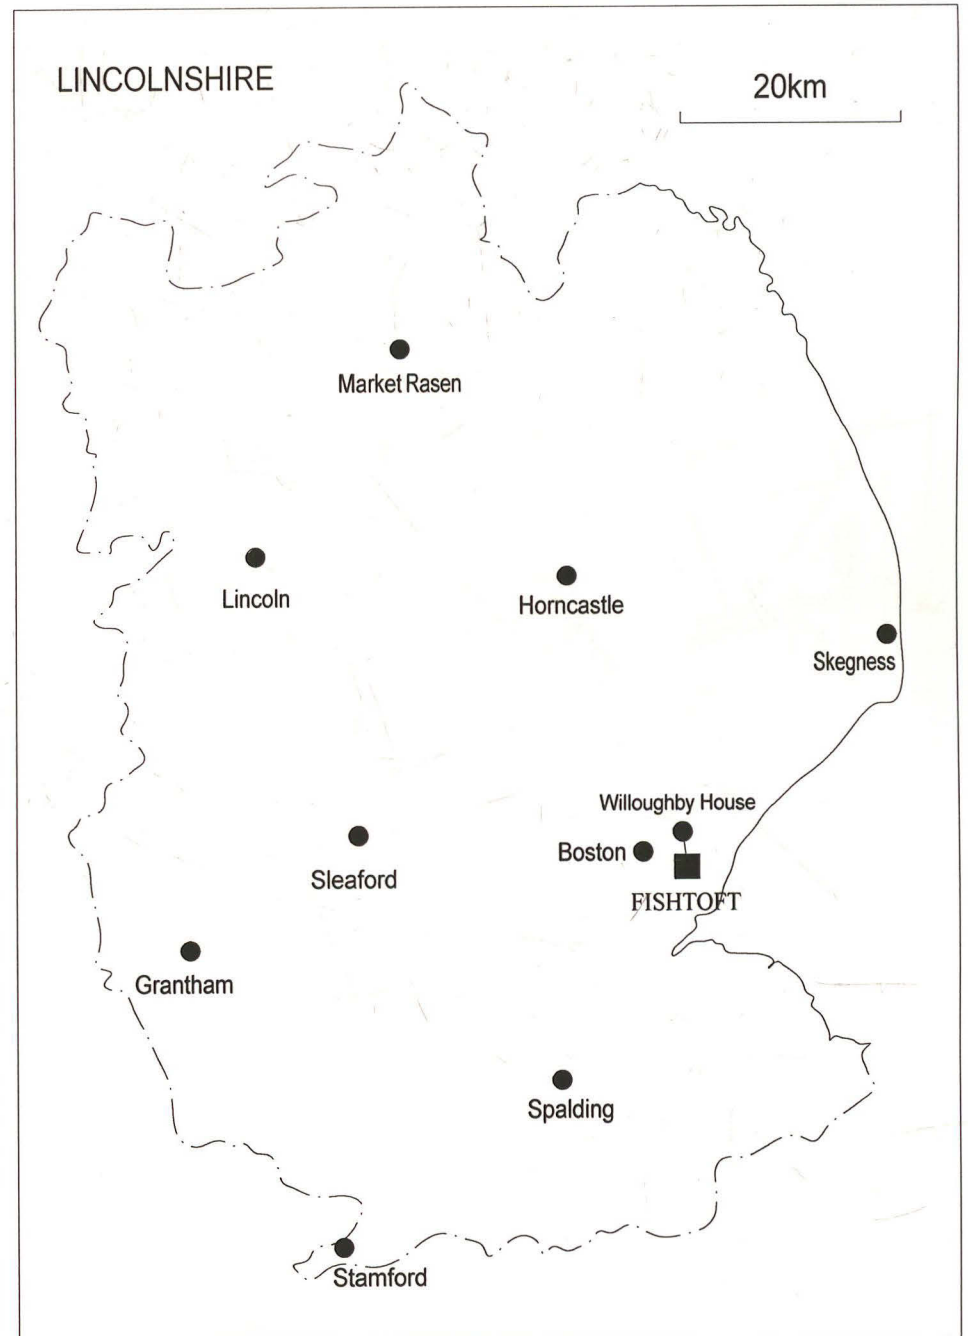 LINCOLNSHIRE
20km
Market Rasen
Lincoln
Horncastle
Skegness
Willoughby House
Boston
FISHTOFT
Sleaford
Grantham
Spalding
Stamford